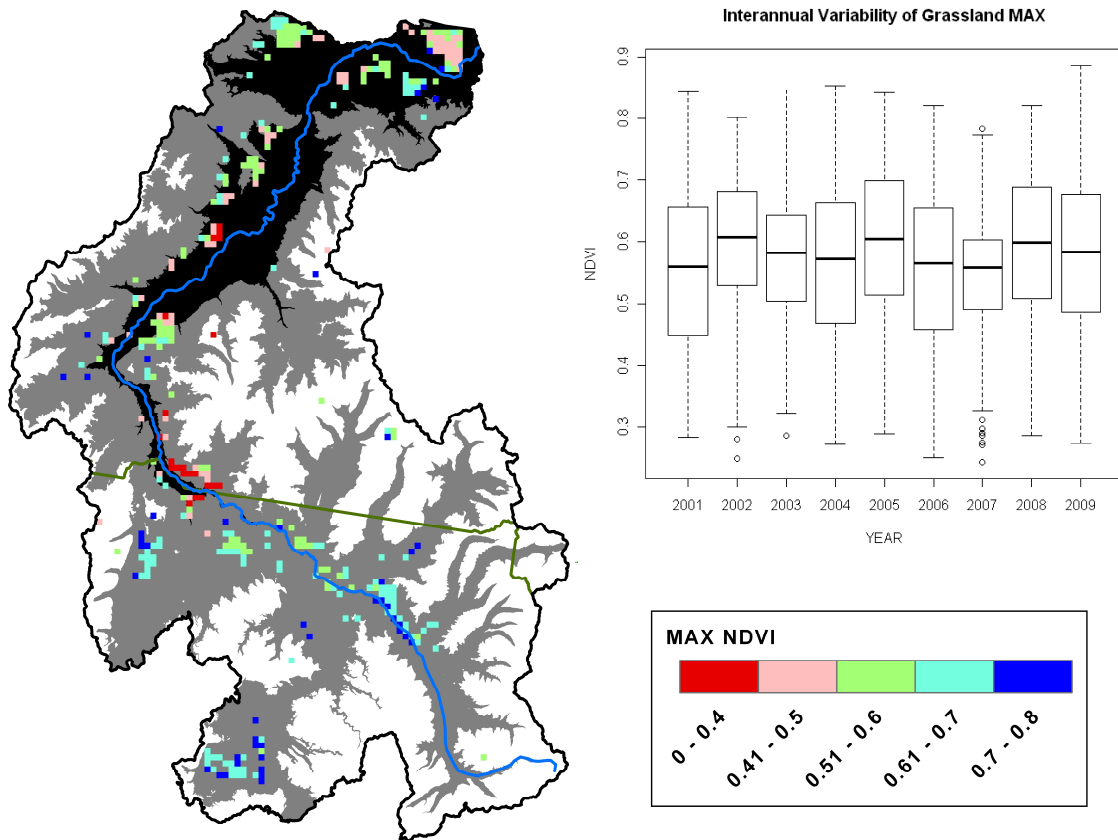 Interannual Variability of Grassland MAX
0.9
0.8
0.7
0.6
0.5
0.4
0.3
NDVI
2001 2002 2003 2004 2005 2006 2007 2008 2009
YEAR
MAX NDVI
0 - 0.4 0.41 - 0.5 0.51 - 0.6 0.61 - 0.7 0.7 - 0.8